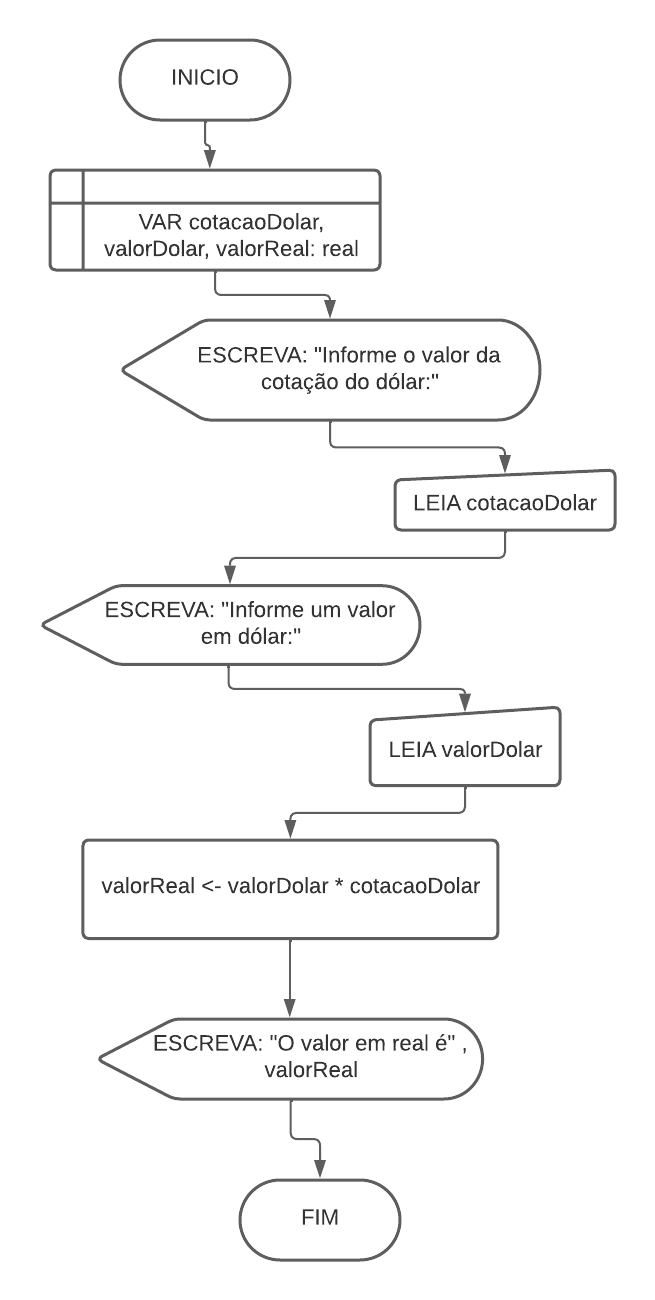 INICIO
VAR cotacaoDolar,
valorDolar, valorReal: real
ESCREVA: "Informe o valor da
cotação do dólar:"
LEIA cotacaoDolar
ESCREVA: "Informe um valor
em dólar:"
LEIA valorDolar
valorReal <- valorDolar * cotacaoDolar
ESCREVA: "O valor em real é" ,
valorReal
FIM